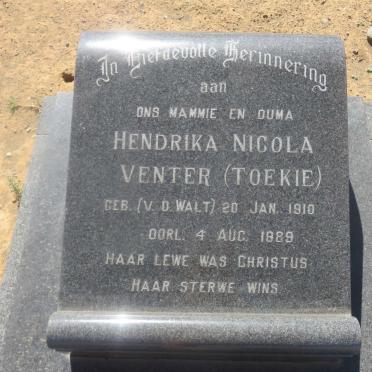 In Liefdevolle Herinnering
aan
ONS MAMMIE EN OUMA
HENDRIKA NICOLA
VENTER (TOEKIE)
GEB. (V. D. WALT) 20 JAN. 1910
OORL. 4 AUG. 1989
HAAR LEWE WAS CHRISTUS
HAAR STERWE WINS